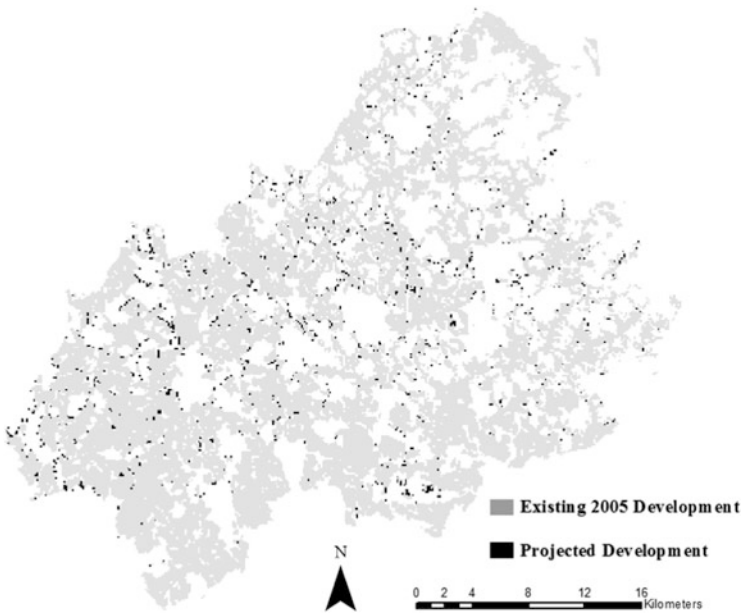 Existing 2005 Development
Projected Development
N
0 2 4 8 12 16
Kilometers